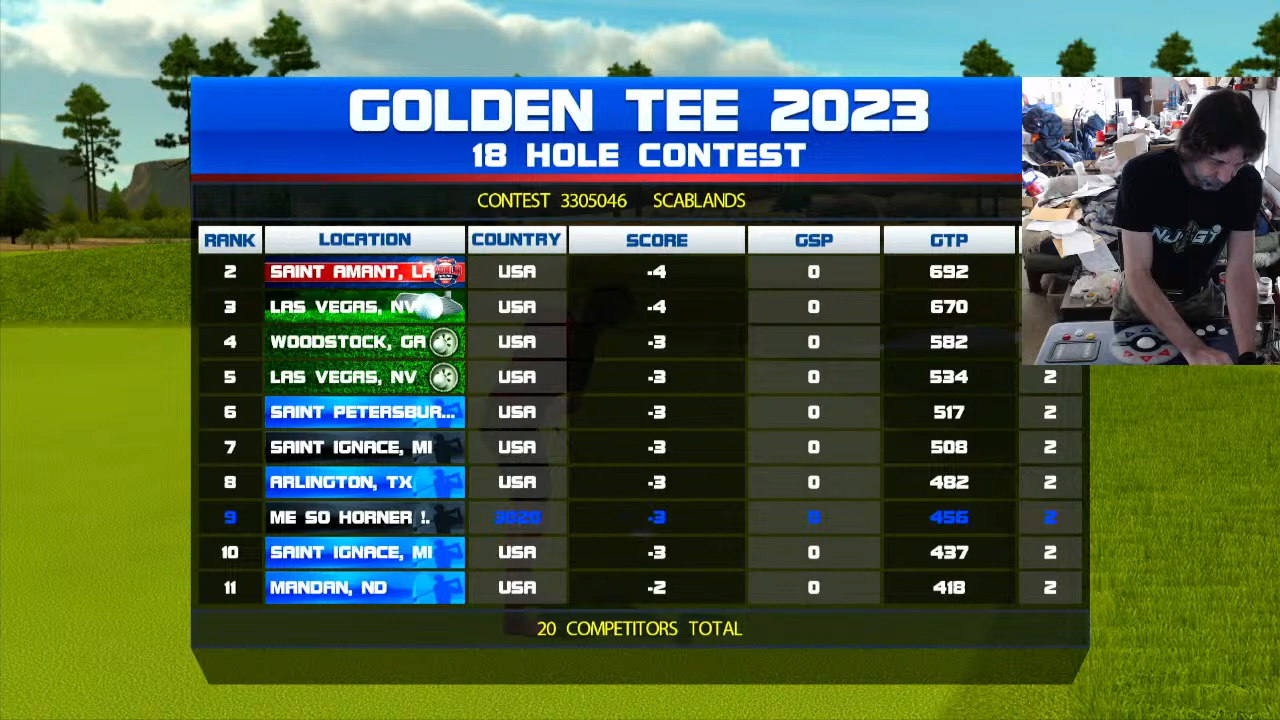 GOLDEN TEE 2023
18 HOLE CONTEST
CONTEST 3305046 SCABLANDS
RANK LOCATION COUNTRY SCORE GSP GTP
2 SAINT AMANT, LA USA -4 0 692
3 LAS VEGAS, NV USA -4 0 670
4 WOODSTOCK, GA USA -3 0 582
5 LAS VEGAS, NV USA -3 0 534 2
6 SAINT PETERSBUR... USA -3 0 517 2
7 SAINT IGNACE, MI USA -3 0 508 2
8 ARLINGTON, TX USA -3 0 482 2
9 ME SO HORNER !. 3020 -3 0 456 2
10 SAINT IGNACE, MI USA -3 0 437 2
11 MANDAN, ND USA -2 0 418 2
20 COMPETITORS TOTAL